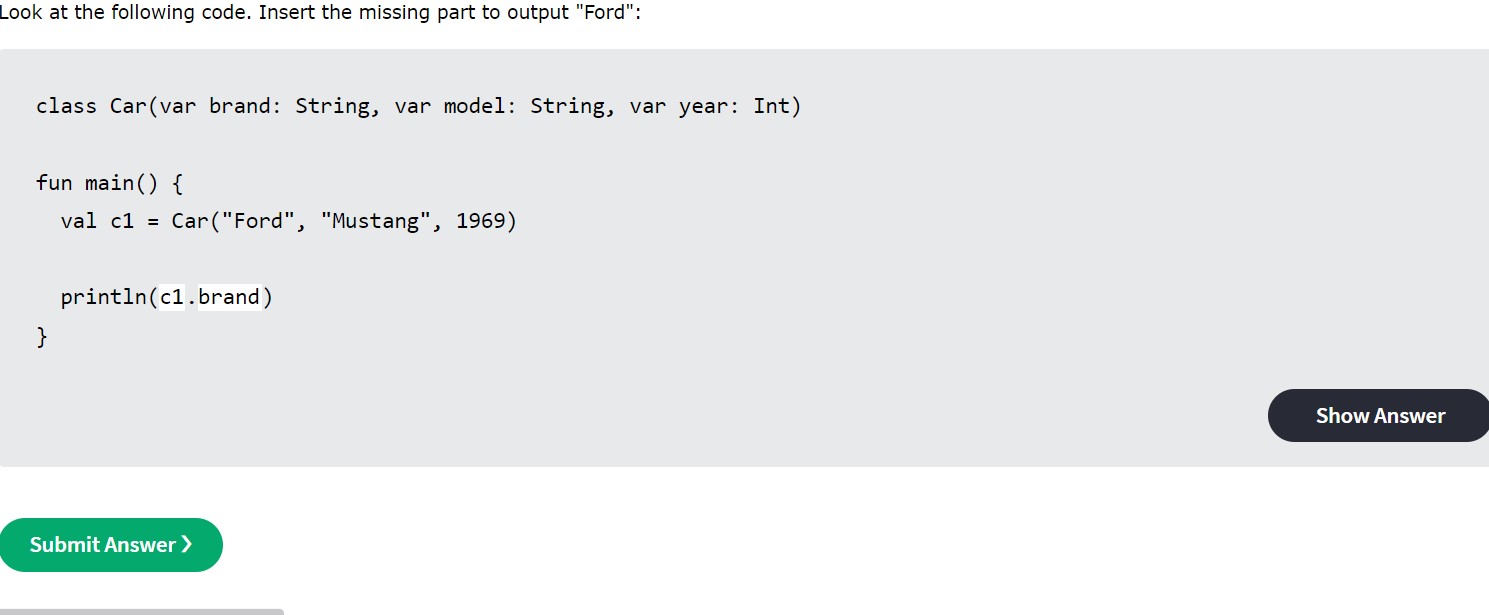 Look at the following code. Insert the missing part to output "Ford":
class Car(var brand: String, var model: String, var year: Int)
fun main() {
  val c1 = Car("Ford", "Mustang", 1969)
  println(c1.brand)
}
Show Answer
Submit Answer ❯